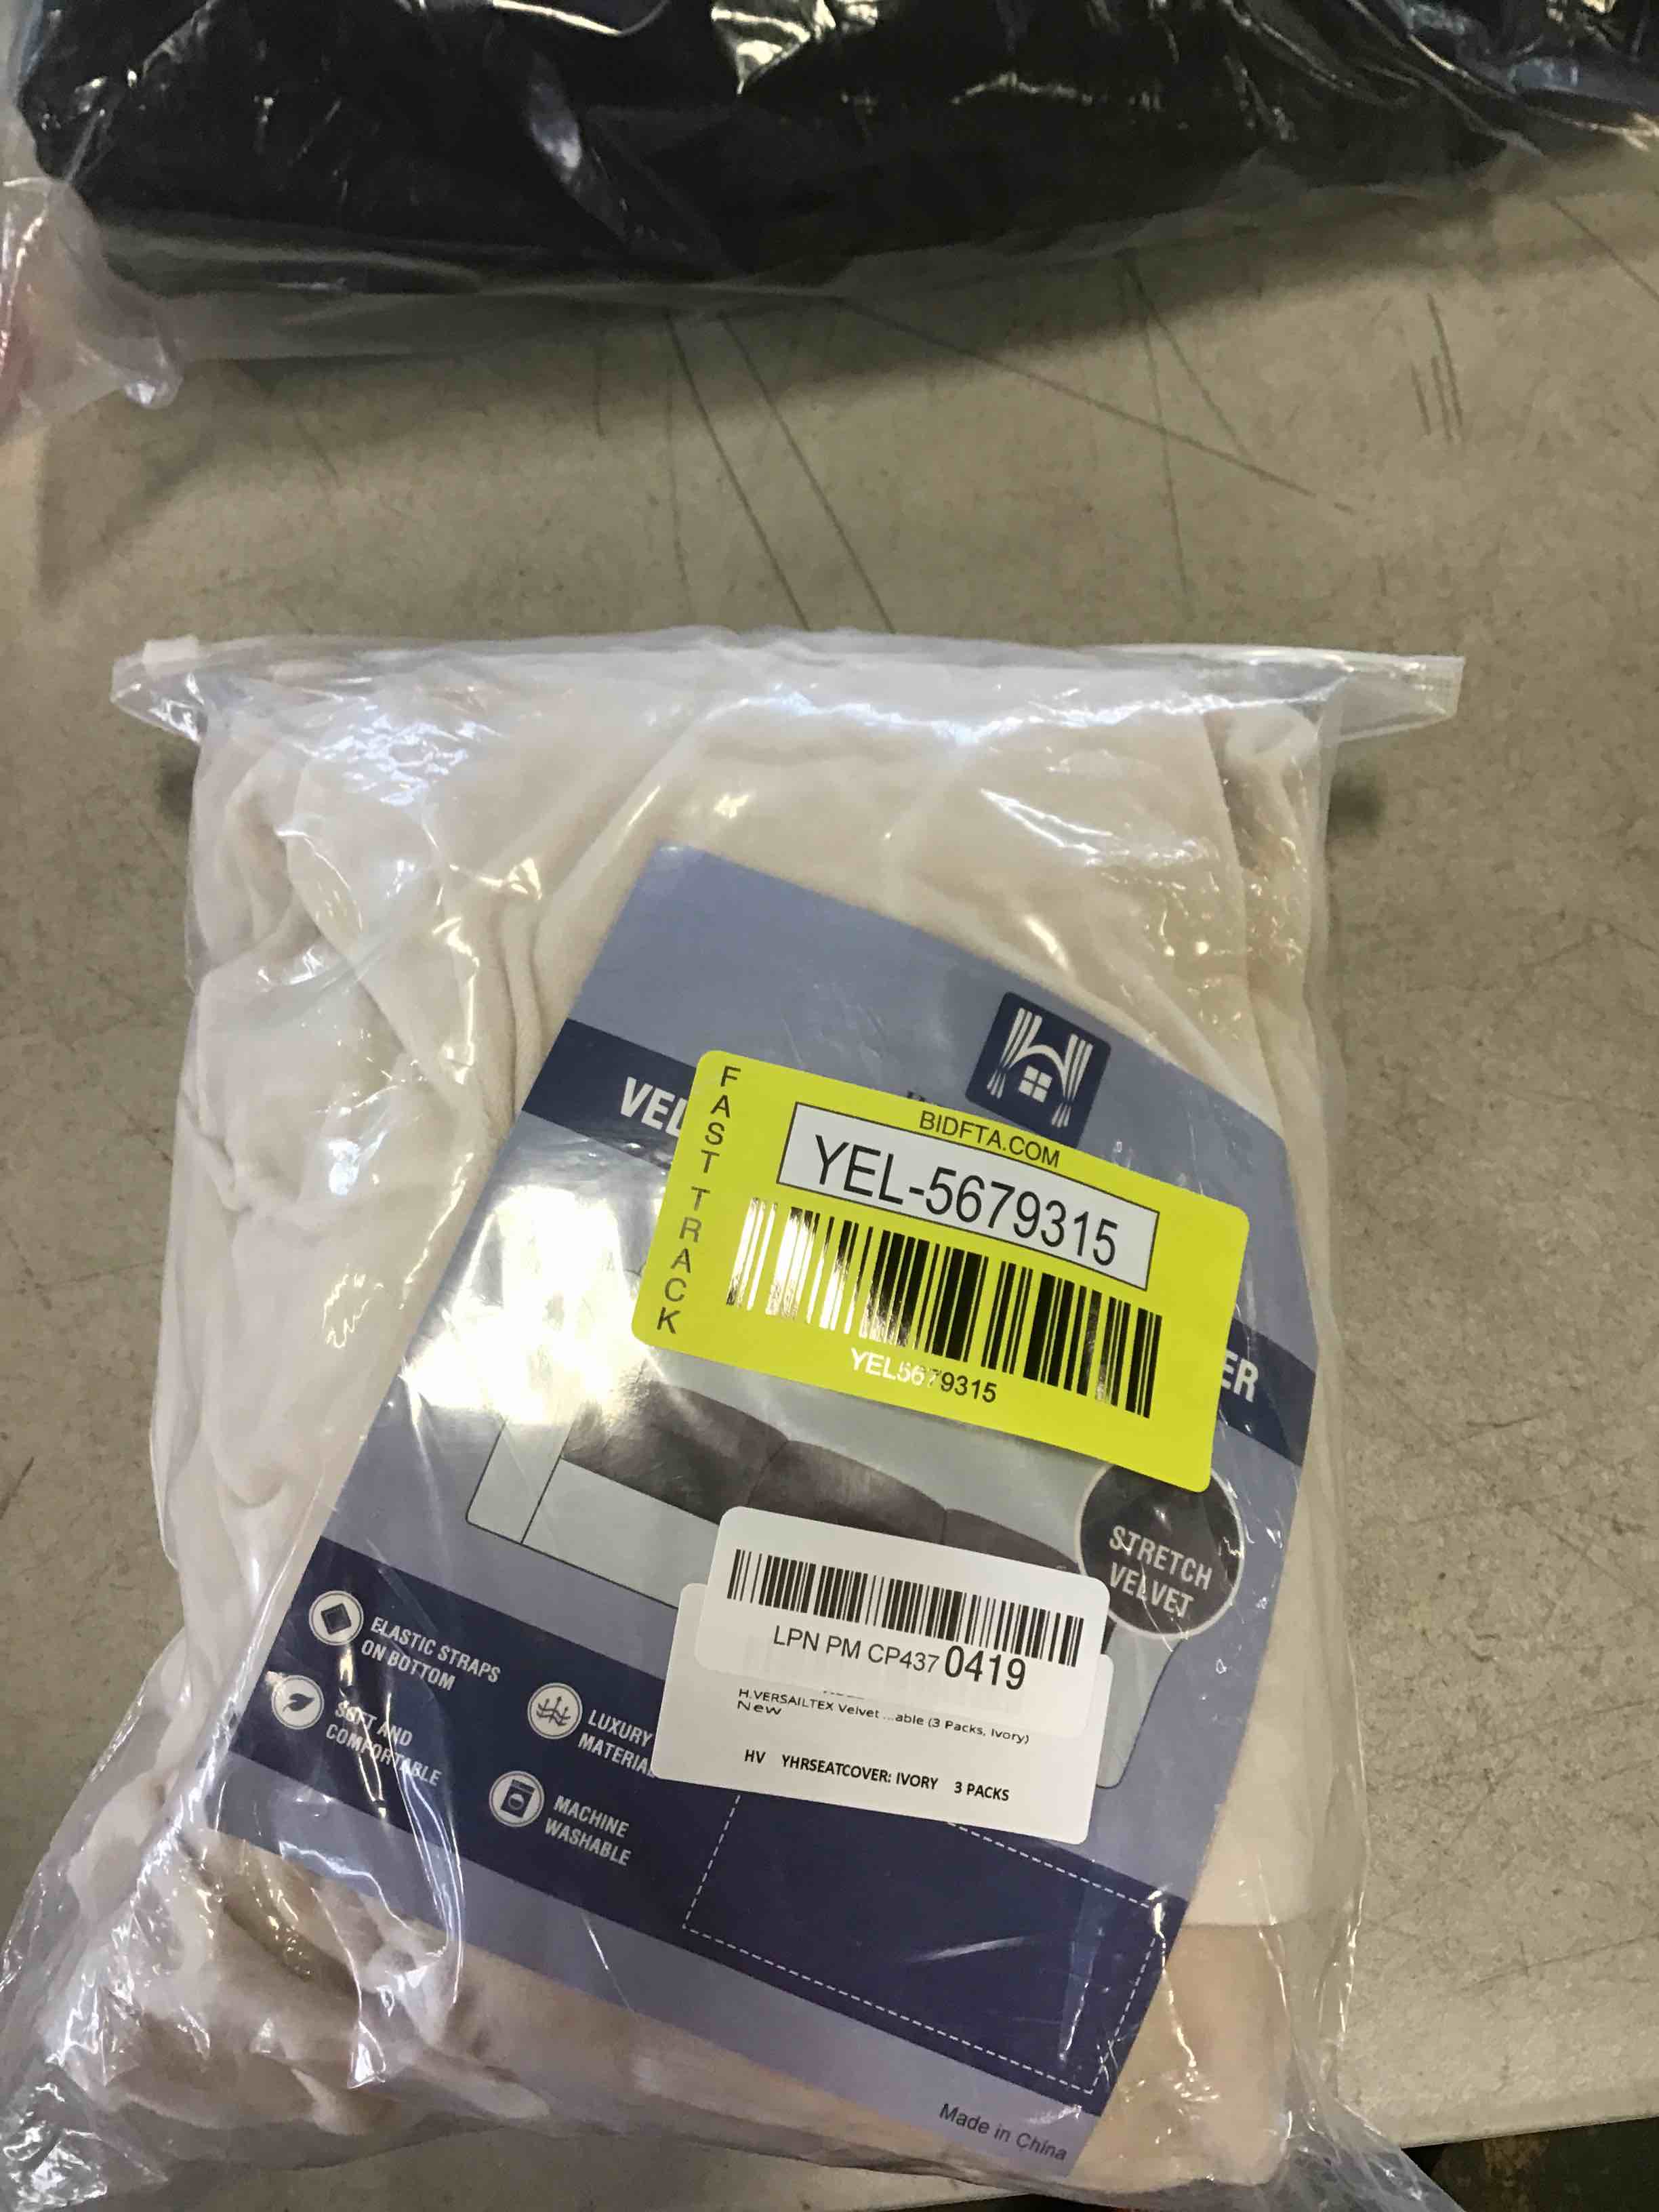 VEL
BIDFTA.COM
FAST TRACK
YEL-5679315
YEL5679315
ER
STRETCH
VELVET
LPN PM CP437 0419
H.VERSAILTEX Velvet ...able (3 Packs, Ivory)
New
HV YHRSEATCOVER: IVORY 3 PACKS
ELASTIC STRAPS
ON BOTTOM
SOFT AND
COMFORTABLE
LUXURY
MATERIA
MACHINE
WASHABLE
Made in China